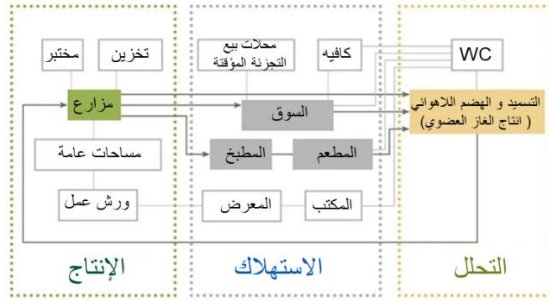 مختبر
تخزين
محلات بيع
التجزئة المؤقتة
كافيه
WC
مزارع
السوق
التسميد و الهضم اللاهوائي
( انتاج الغاز العضوي)
مساحات عامة
المطبخ
المطعم
ورش عمل
المعرض
المكتب
الإنتاج
الاستهلاك
التحلل